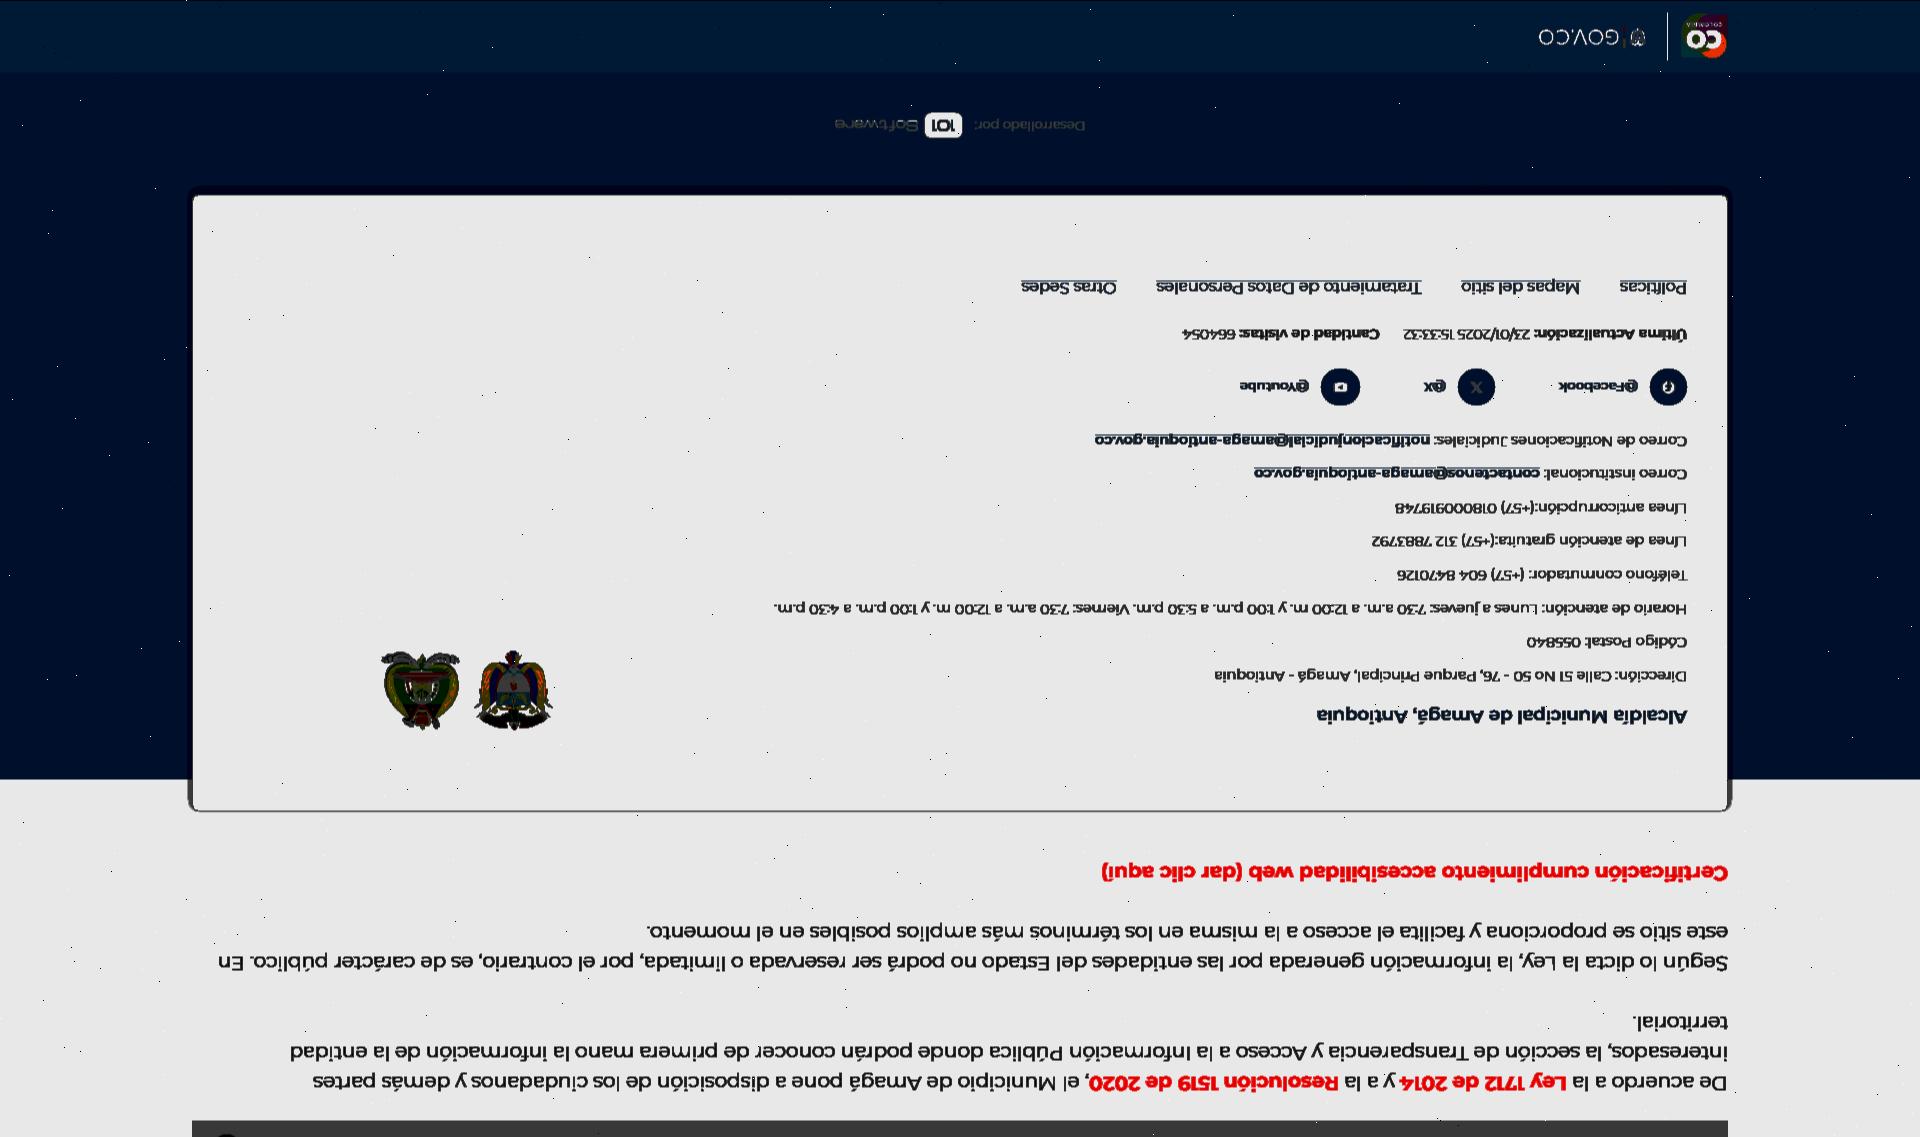 De acuerdo a la Ley 1712 de 2014 y a la Resolución 1519 de 2020, el Municipio de Amagá pone a disposición de los ciudadanos y demás partes
interesados, la sección de Transparencia y Acceso a la Información Pública donde podrán conocer de primera mano la información de la entidad
territorial.
Según lo dicta la Ley, la información generada por las entidades del Estado no podrá ser reservada o limitada, por el contrario, es de carácter público. En
este sitio se proporciona y facilita el acceso a la misma en los términos más amplios posibles en el momento.
Certificación cumplimiento accesibilidad web (dar clic aquí)
Alcaldía Municipal de Amagá, Antioquia
Dirección: Calle 51 No 50 - 76, Parque Principal, Amagá - Antioquia
Código Postal: 055840
Horario de atención: Lunes a jueves: 7:30 a.m. a 12:00 m. y 1:00 p.m. a 5:30 p.m. Viernes: 7:30 a.m. a 12:00 m. y 1:00 p.m. a 4:30 p.m.
Teléfono conmutador: (+57) 604 8470126
Línea de atención gratuita:(+57) 312 7883792
Línea anticorrupción:(+57) 018000919748
Correo institucional: contactenos@amaga-antioquia.gov.co
Correo de Notificaciones Judiciales: notificacionjudicial@amaga-antioquia.gov.co
@Facebook @X @Youtube
Última Actualización: 23/01/2025 15:33:32 Cantidad de visitas: 664054
Políticas Mapas del sitio Tratamiento de Datos Personales Otras Sedes
Desarrollado por: 101 Software
CO COLOMBIA GOV.CO